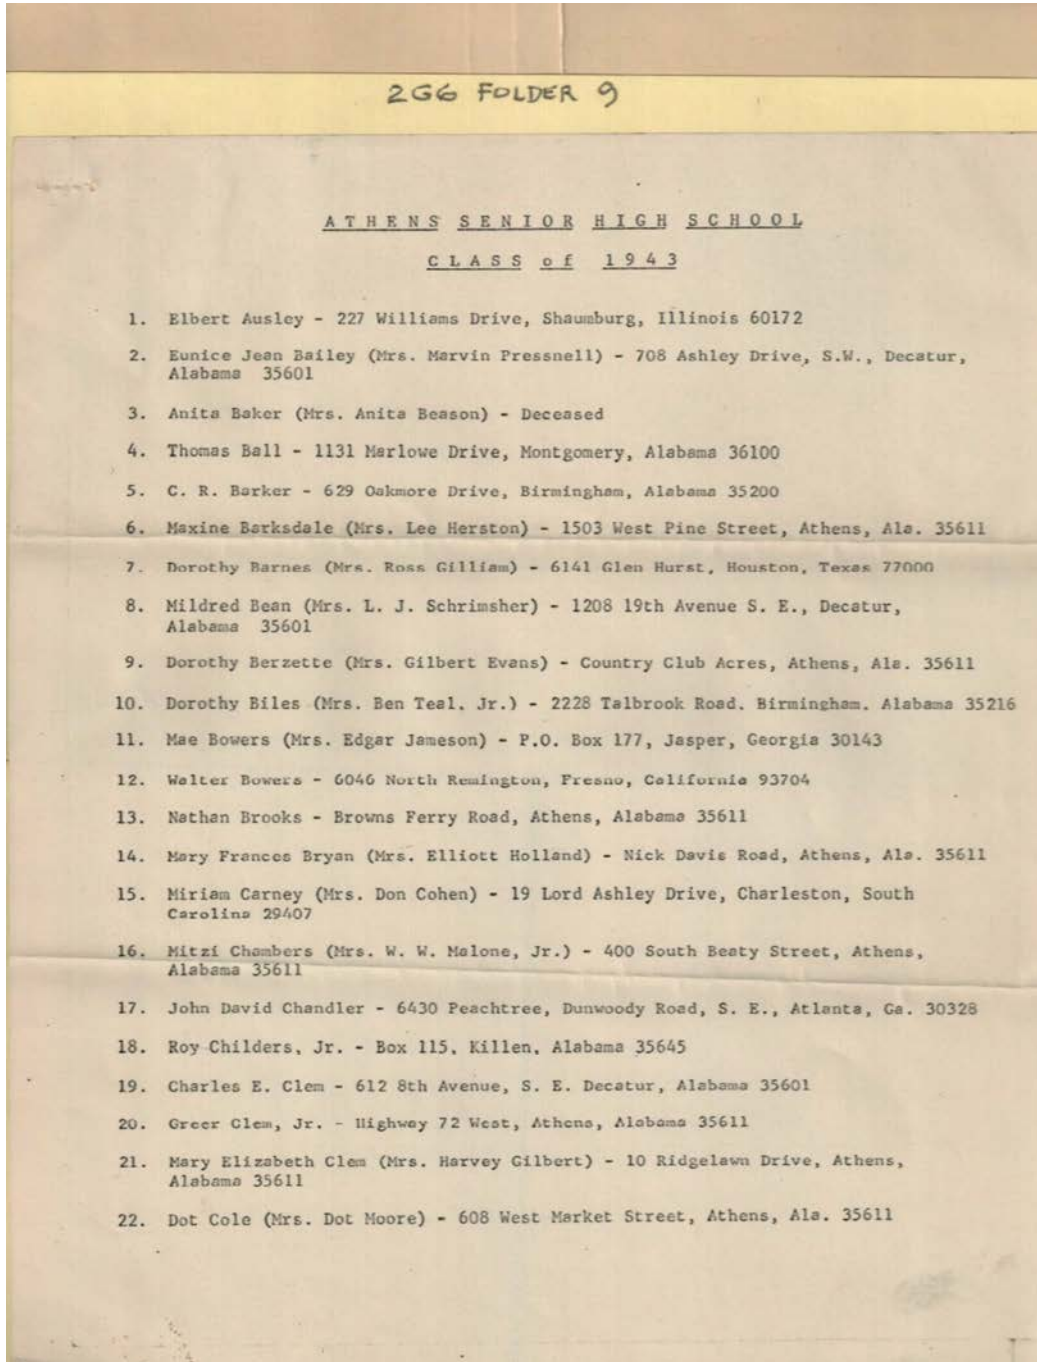 2GG FOLDER 9
ATHENS SENIOR HIGH SCHOOL
CLASS of 1943
1. Elbert Ausley - 227 Williams Drive, Shaumburg, Illinois 60172
2. Eunice Jean Bailey (Mrs. Marvin Pressnell) - 708 Ashley Drive, S.W., Decatur,
Alabama 35601
3. Anita Baker (Mrs. Anita Beason) - Deceased
4. Thomas Ball - 1131 Marlowe Drive, Montgomery, Alabama 36100
5. C. R. Barker - 629 Oakmore Drive, Birmingham, Alabama 35200
6. Maxine Barksdale (Mrs. Lee Herston) - 1503 West Pine Street, Athens, Ala. 35611
7. Dorothy Barnes (Mrs. Ross Gilliam) - 6141 Glen Hurst, Houston, Texas 77000
8. Mildred Bean (Mrs. L. J. Schrimsher) - 1208 19th Avenue S. E., Decatur,
Alabama 35601
9. Dorothy Berzette (Mrs. Gilbert Evans) - Country Club Acres, Athens, Ala. 35611
10. Dorothy Biles (Mrs. Ben Teal, Jr.) - 2228 Talbrook Road, Birmingham, Alabama 35216
11. Mae Bowers (Mrs. Edgar Jameson) - P.O. Box 177, Jasper, Georgia 30143
12. Walter Bowers - 6046 North Remington, Fresno, California 93704
13. Nathan Brooks - Browns Ferry Road, Athens, Alabama 35611
14. Mary Frances Bryan (Mrs. Elliott Holland) - Nick Davis Road, Athens, Ala. 35611
15. Miriam Carney (Mrs. Don Cohen) - 19 Lord Ashley Drive, Charleston, South
Carolina 29407
16. Mitzi Chambers (Mrs. W. W. Malone, Jr.) - 400 South Beaty Street, Athens,
Alabama 35611
17. John David Chandler - 6430 Peachtree, Dunwoody Road, S. E., Atlanta, Ga. 30328
18. Roy Childers, Jr. - Box 115, Killen, Alabama 35645
19. Charles E. Clem - 612 8th Avenue, S. E. Decatur, Alabama 35601
20. Greer Clem, Jr. - Highway 72 West, Athens, Alabama 35611
21. Mary Elizabeth Clem (Mrs. Harvey Gilbert) - 10 Ridgelawn Drive, Athens,
Alabama 35611
22. Dot Cole (Mrs. Dot Moore) - 608 West Market Street, Athens, Ala. 35611